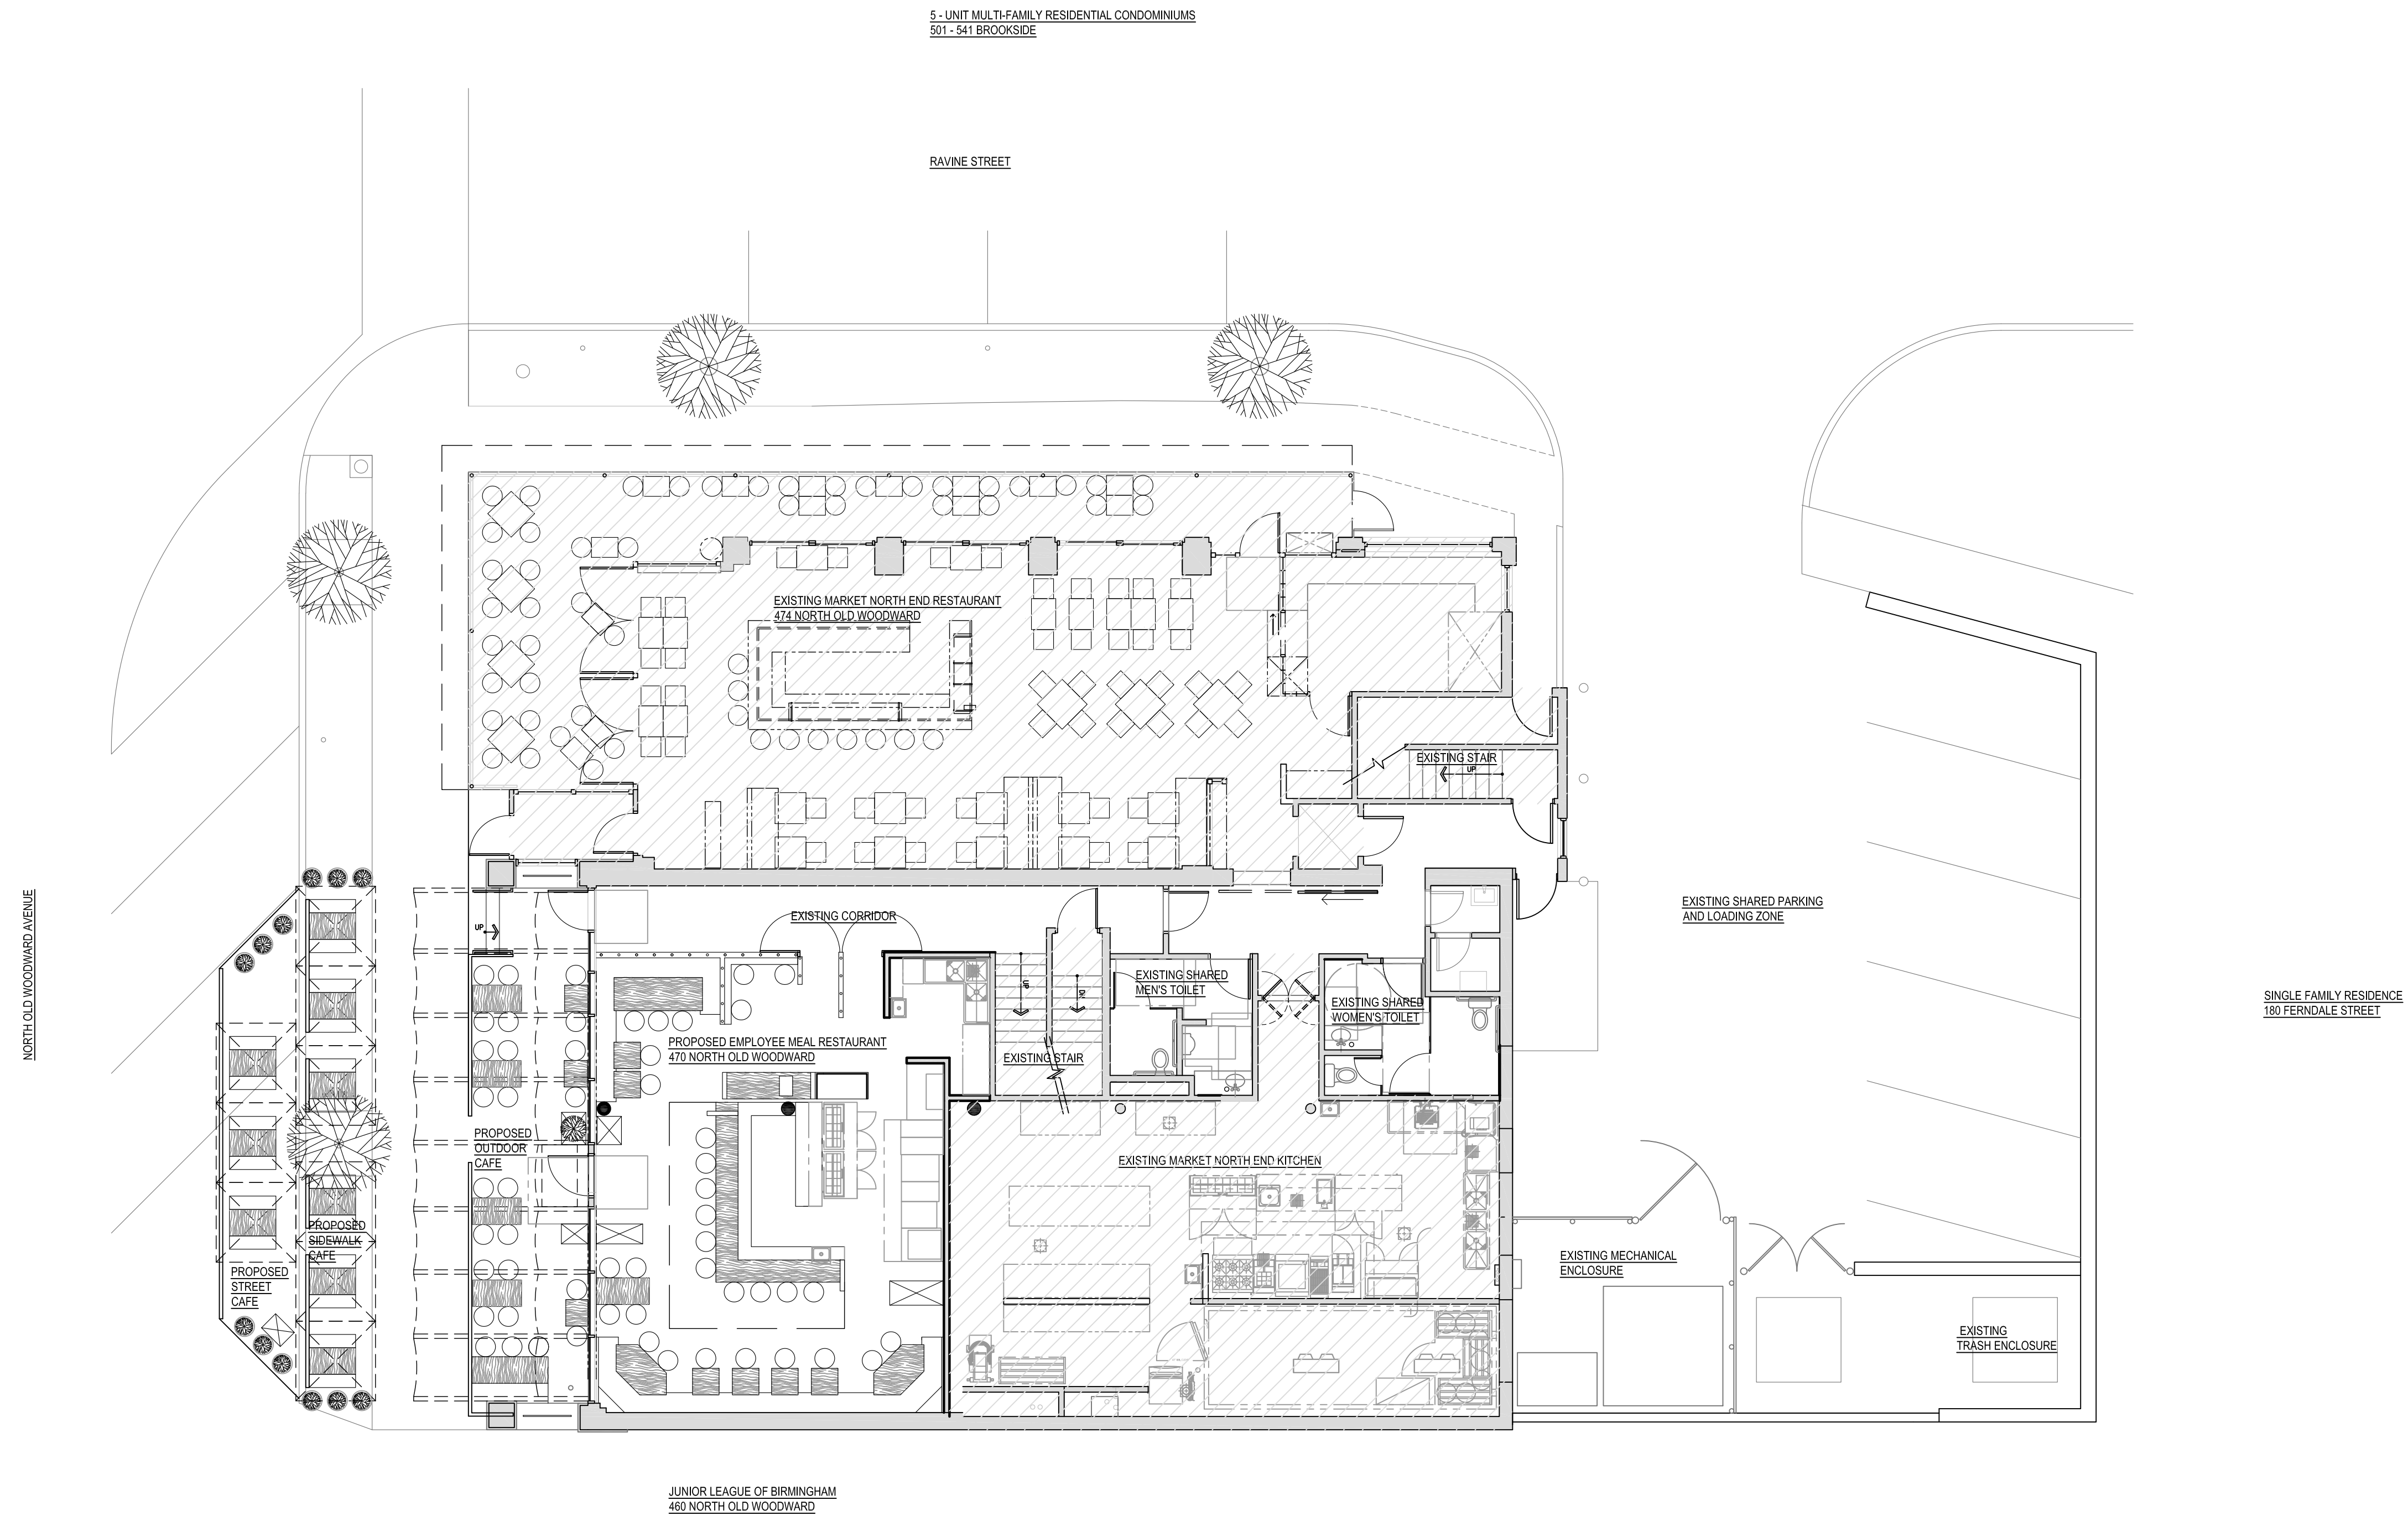 5 - UNIT MULTI-FAMILY RESIDENTIAL CONDOMINIUMS
501 - 541 BROOKSIDE
RAVINE STREET
EXISTING MARKET NORTH END RESTAURANT
474 NORTH OLD WOODWARD
EXISTING STAIR
UP
NORTH OLD WOODWARD AVENUE
UP
EXISTING CORRIDOR
EXISTING SHARED PARKING
AND LOADING ZONE
EXISTING SHARED
MEN'S TOILET
UP
DN
EXISTING SHARED
WOMEN'S TOILET
SINGLE FAMILY RESIDENCE
180 FERNDALE STREET
PROPOSED EMPLOYEE MEAL RESTAURANT
470 NORTH OLD WOODWARD
EXISTING STAIR
PROPOSED
OUTDOOR
CAFE
EXISTING MARKET NORTH END KITCHEN
PROPOSED
SIDEWALK
CAFE
PROPOSED
STREET
CAFE
EXISTING MECHANICAL
ENCLOSURE
EXISTING
TRASH ENCLOSURE
JUNIOR LEAGUE OF BIRMINGHAM
460 NORTH OLD WOODWARD